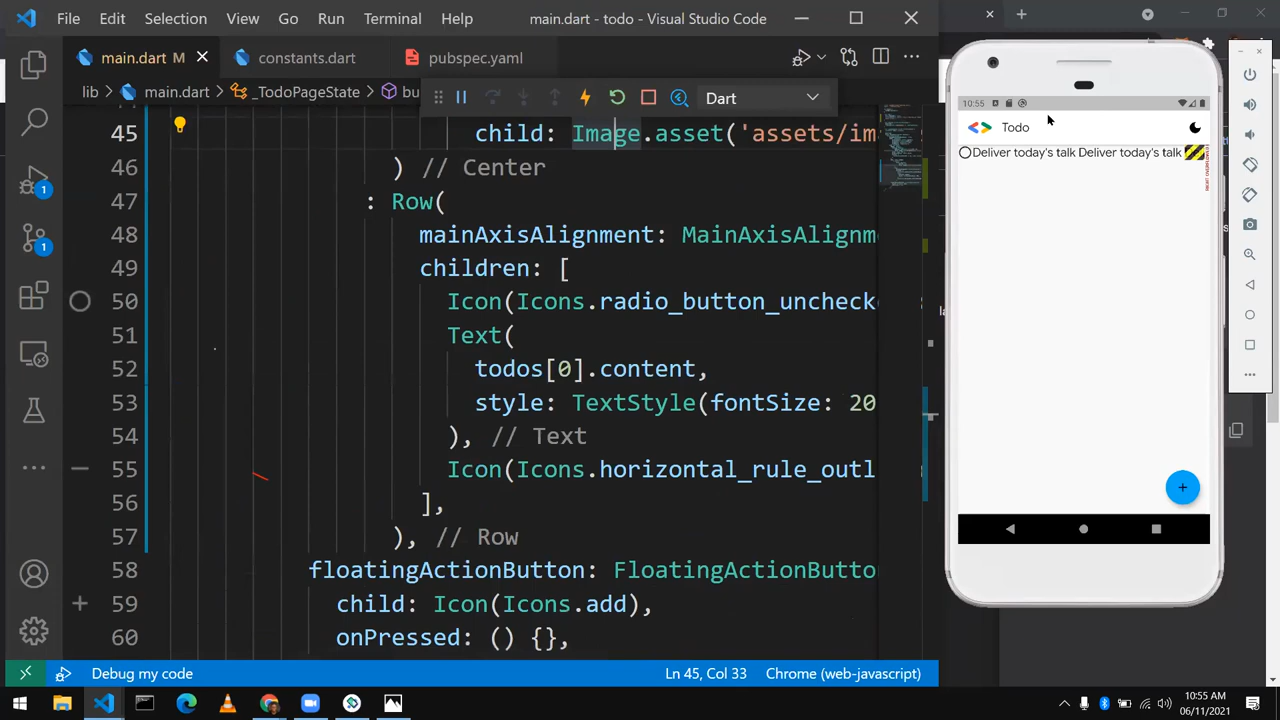 File Edit Selection View Go Run Terminal Help main.dart - todo - Visual Studio Code
main.dart M constants.dart pubspec.yaml
lib > main.dart > _TodoPageState > bu
Dart
45 child: Image.asset('assets/im
46 ) // Center
47 : Row(
48 mainAxisAlignment: MainAxisAlignm
49 children: [
50 Icon(Icons.radio_button_unchecke
51 Text(
52 todos[0].content,
53 style: TextStyle(fontSize: 20
54 ), // Text
55 Icon(Icons.horizontal_rule_outl
56 ],
57 ), // Row
58 floatingActionButton: FloatingActionButto
59 child: Icon(Icons.add),
60 onPressed: () {},
1
1
Debug my code Ln 45, Col 33 Chrome (web-javascript)
10:55
Todo
Deliver today's talk Deliver today's talk
10:55 AM
06/11/2021